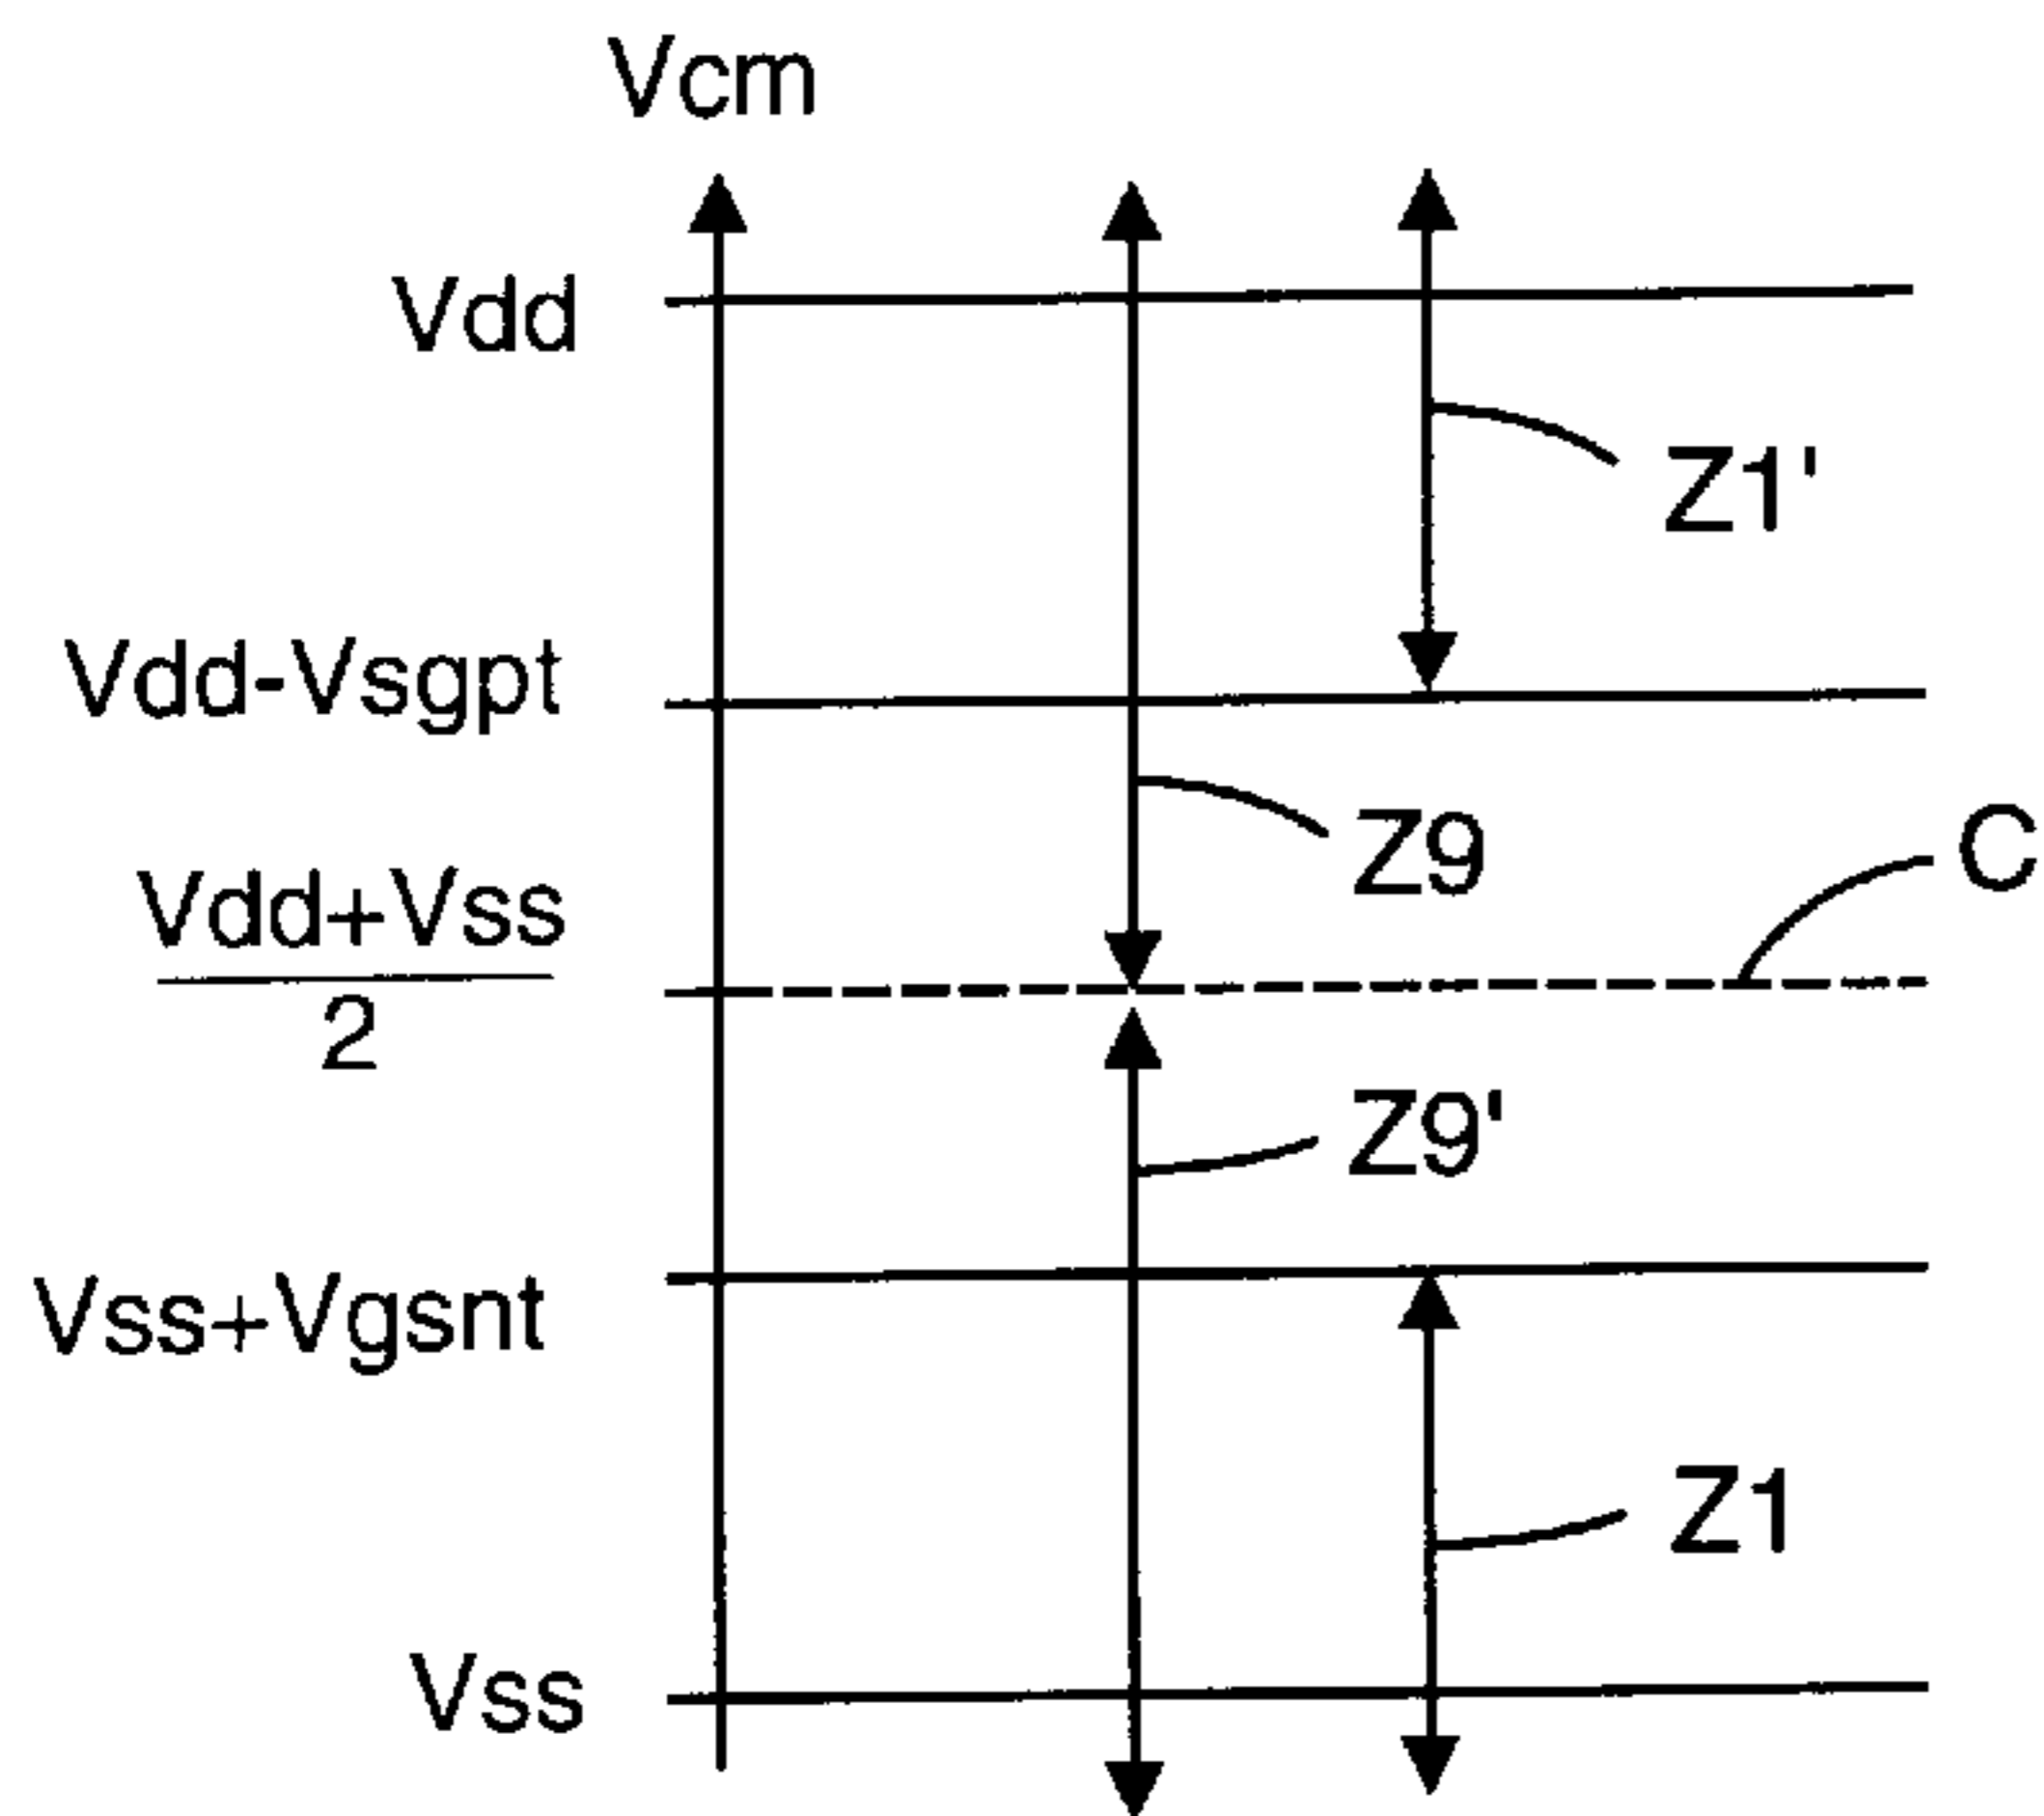 Vcm
Vdd
Z1'
Vdd-Vsgpt
Z9
C
Vdd+Vss
2
Z9'
Vss+Vgsnt
Z1
Vss